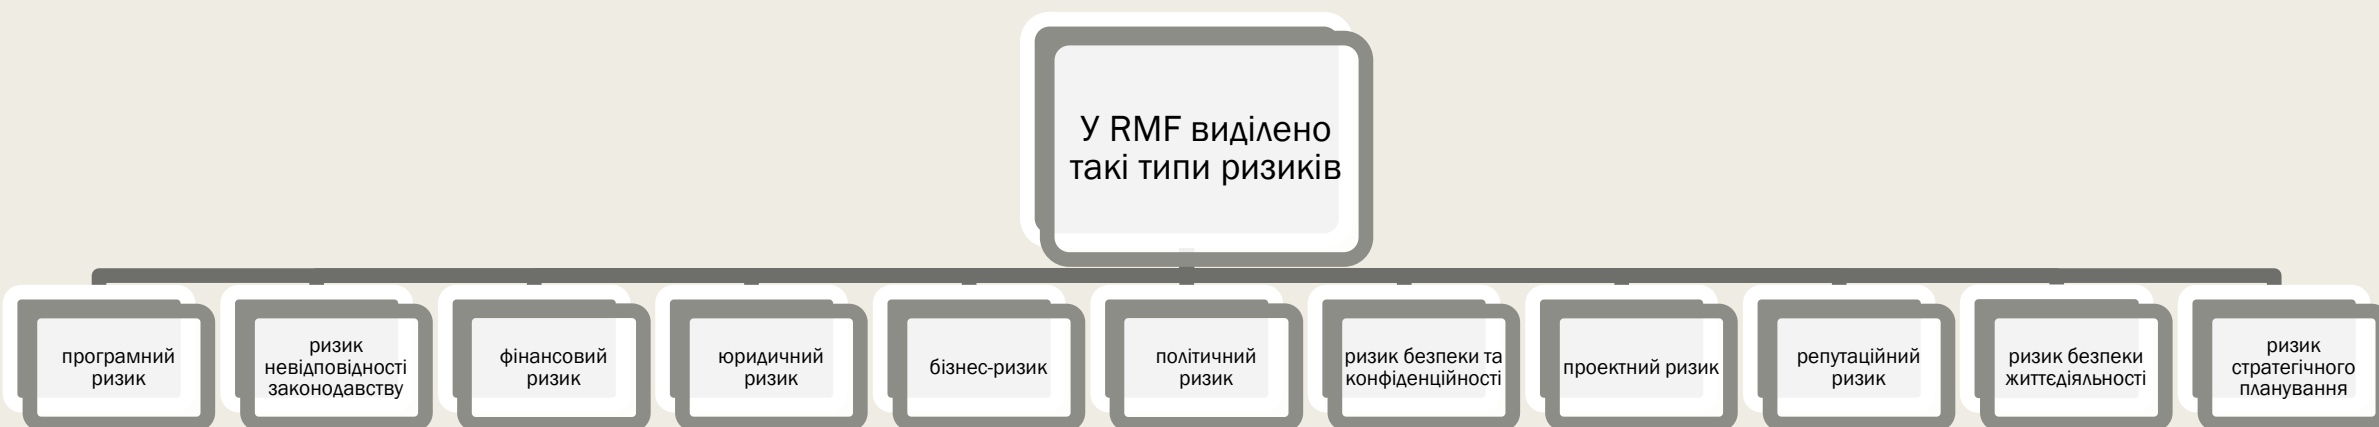 У RMF виділено
такі типи ризиків
програмний
ризик
ризик
невідповідності
законодавству
фінансовий
ризик
юридичний
ризик
бізнес-ризик
політичний
ризик
ризик безпеки та
конфіденційності
проектний ризик
репутаційний
ризик
ризик безпеки
життєдіяльності
ризик
стратегічного
планування